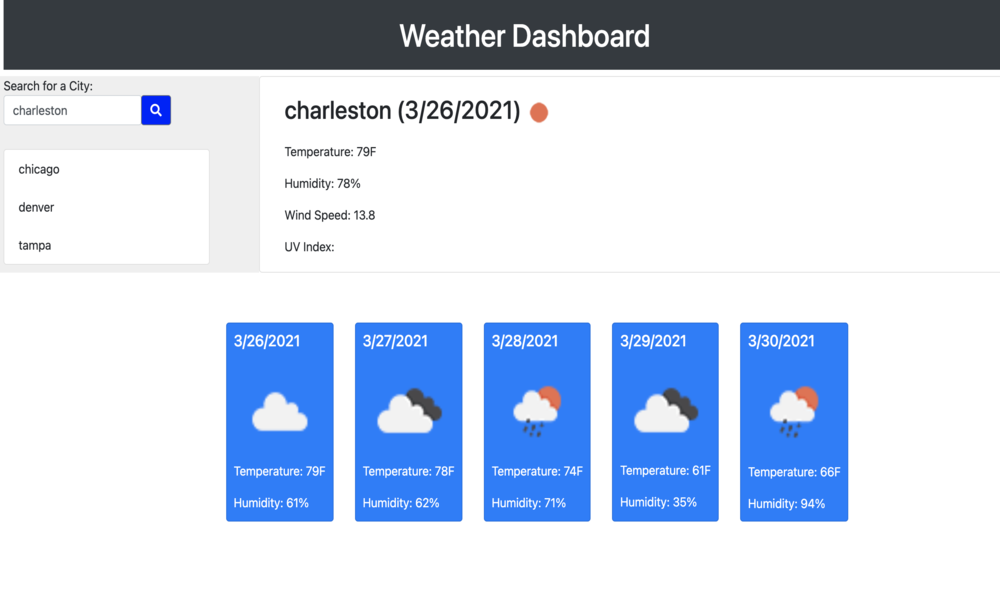 Weather Dashboard
Search for a City:
charleston
chicago
denver
tampa
charleston (3/26/2021)
Temperature: 79F
Humidity: 78%
Wind Speed: 13.8
UV Index:
3/26/2021
Temperature: 79F
Humidity: 61%
3/27/2021
Temperature: 78F
Humidity: 62%
3/28/2021
Temperature: 74F
Humidity: 71%
3/29/2021
Temperature: 61F
Humidity: 35%
3/30/2021
Temperature: 66F
Humidity: 94%